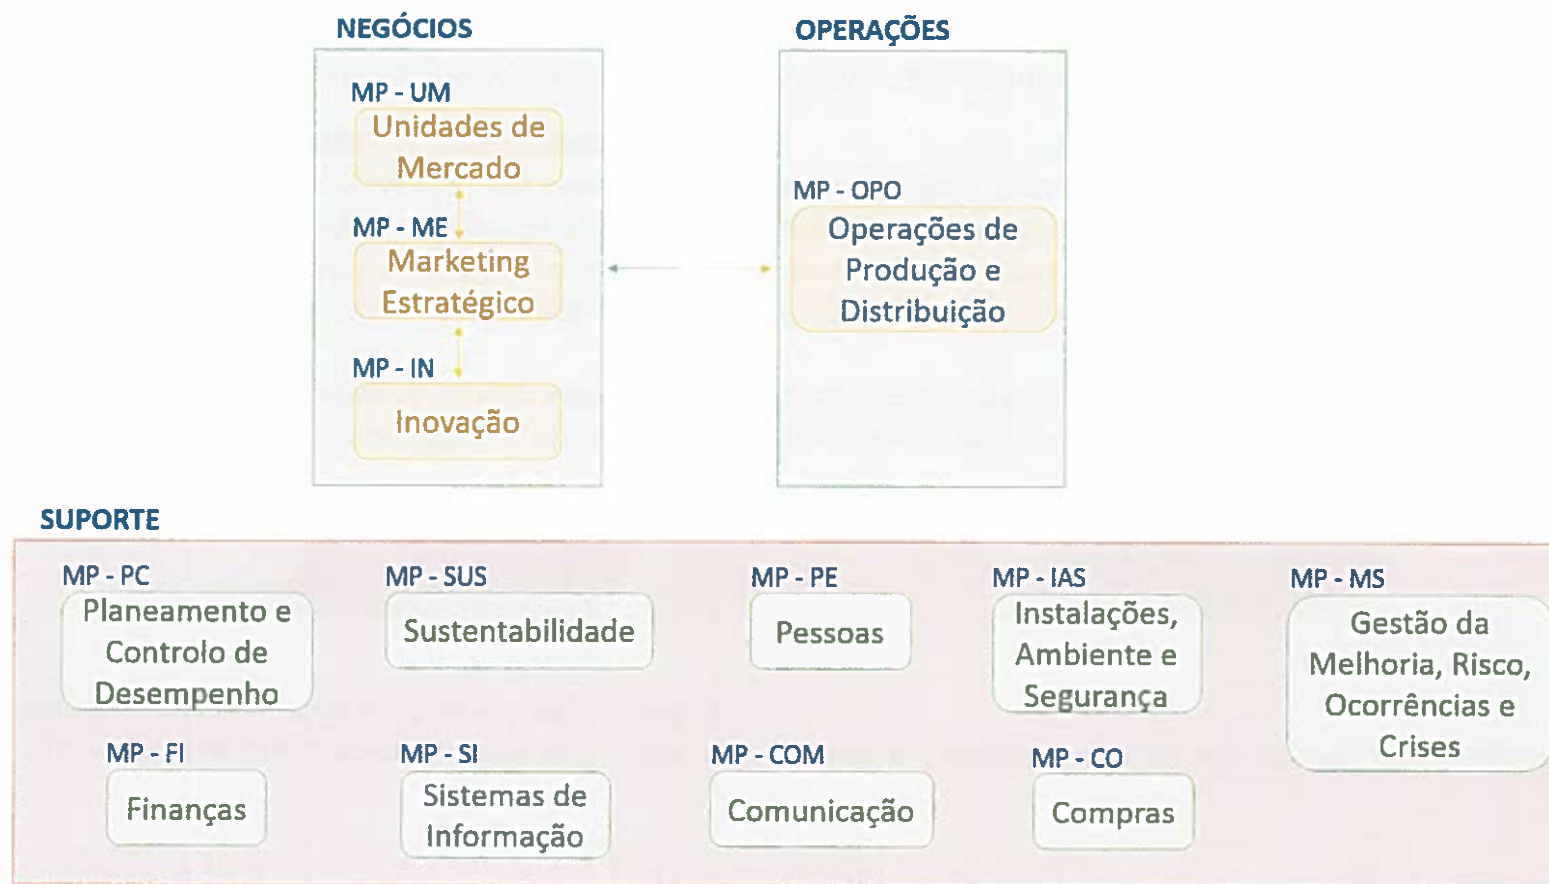 NEGÓCIOS
MP - UM
Unidades de
Mercado
MP - ME
Marketing
Estratégico
MP - IN
Inovação
OPERAÇÕES
MP - OPO
Operações de
Produção e
Distribuição
SUPORTE
MP - PC
Planeamento e
Controlo de
Desempenho
MP - SUS
Sustentabilidade
MP - PE
Pessoas
MP - IAS
Instalações,
Ambiente e
Segurança
MP - MS
Gestão da
Melhoria, Risco,
Ocorrências e
Crises
MP - FI
Finanças
MP - SI
Sistemas de
Informação
MP - COM
Comunicação
MP - CO
Compras